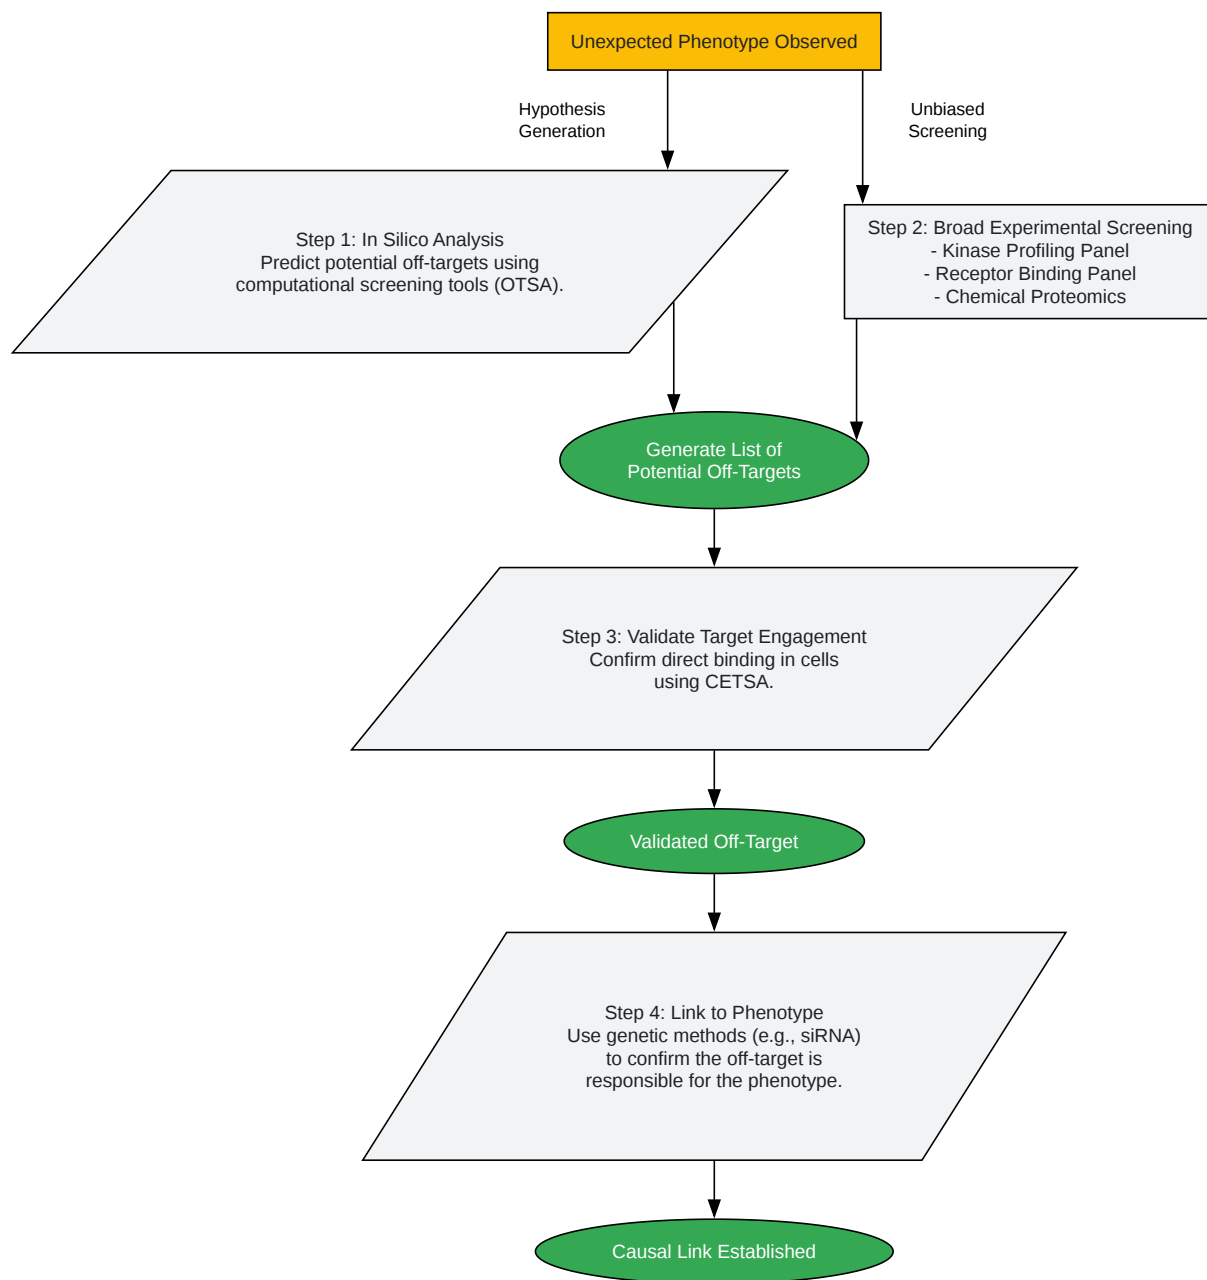 Unexpected Phenotype Observed
Hypothesis
Generation
Unbiased
Screening
Step 1: In Silico Analysis
Predict potential off-targets using
computational screening tools (OTSA).
Step 2: Broad Experimental Screening
- Kinase Profiling Panel
- Receptor Binding Panel
- Chemical Proteomics
Generate List of
Potential Off-Targets
Step 3: Validate Target Engagement
Confirm direct binding in cells
using CETSA.
Validated Off-Target
Step 4: Link to Phenotype
Use genetic methods (e.g., siRNA)
to confirm the off-target is
responsible for the phenotype.
Causal Link Established